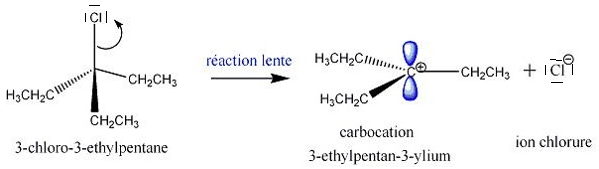 Cl
CH₂CH₃
H₃CH₂C
CH₂CH₃
3-chloro-3-ethylpentane
réaction lente
H₃CH₂C
C⊕
CH₂CH₃
H₃CH₂C
carbocation
3-ethylpentan-3-ylium
+
Cl⊖
ion chlorure